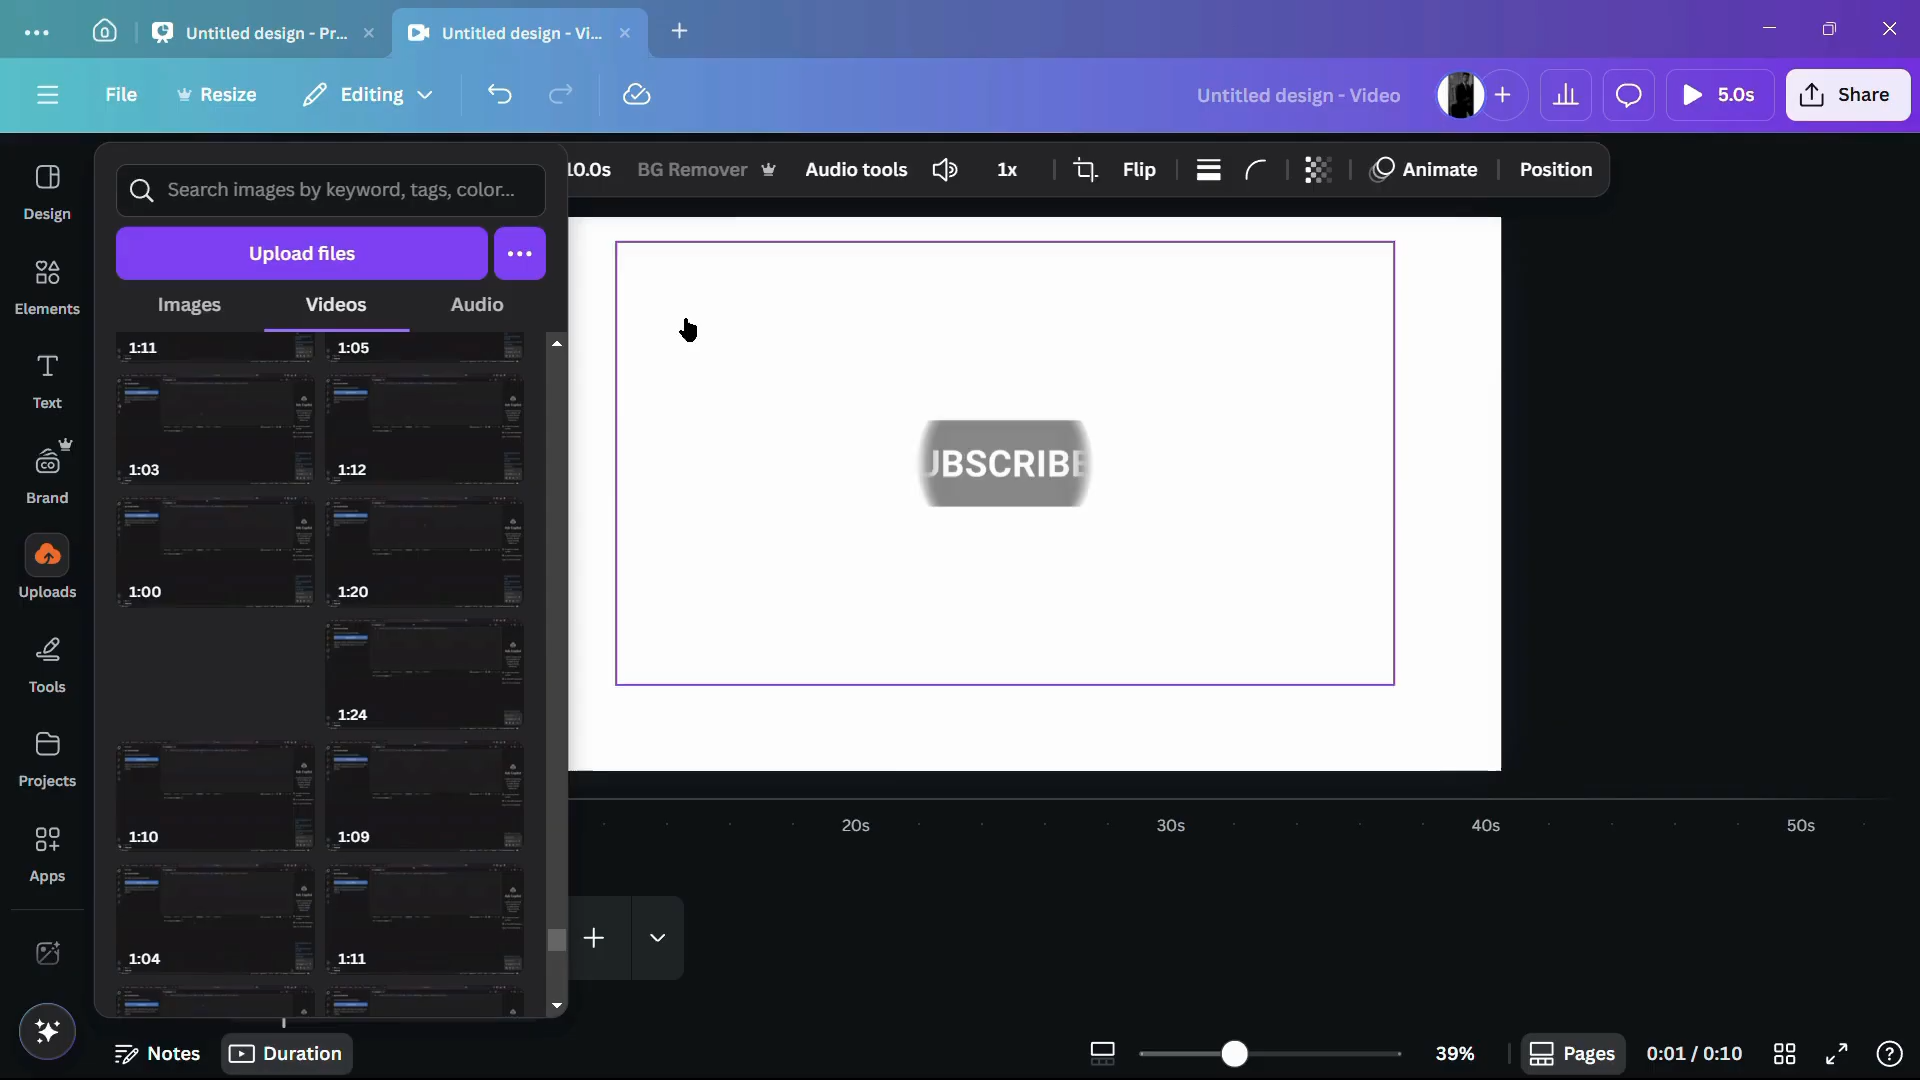 Untitled design - Pr...
Untitled design - Vi...
File
Resize
Editing
Untitled design - Video
5.0s
Share
Design
Elements
Text
Brand
Uploads
Tools
Projects
Apps
Search images by keyword, tags, color...
Upload files
Images
Videos
Audio
1:11
1:05
1:03
1:12
1:00
1:20
1:24
1:10
1:09
1:04
1:11
10.0s
BG Remover
Audio tools
1x
Flip
Animate
Position
UBSCRIBE
20s
30s
40s
50s
Notes
Duration
39%
Pages
0:01 / 0:10